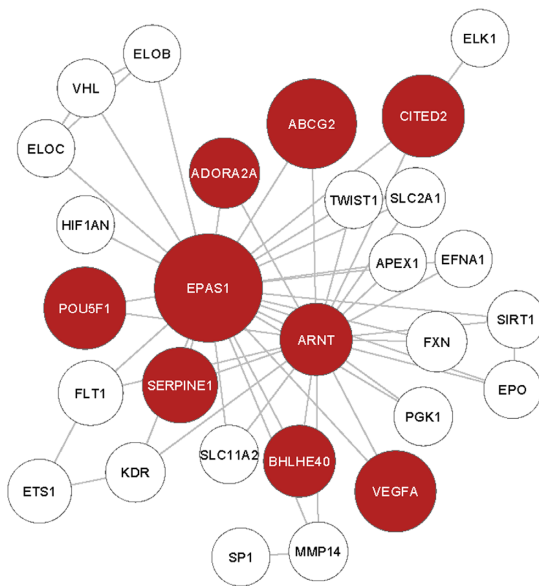 ELK1
ELOB
VHL
ABCG2
CITED2
ELOC
ADORA2A
TWIST1
SLC2A1
HIF1AN
APEX1
EFNA1
EPAS1
POU5F1
SIRT1
ARNT
FXN
SERPINE1
EPO
FLT1
PGK1
SLC11A2
BHLHE40
KDR
ETS1
VEGFA
MMP14
SP1